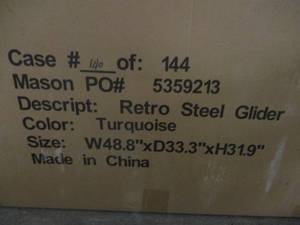 Case # of: 144
Mason PO# 5359213
Descript: Retro Steel Glider
Color: Turquoise
Size: W48.8"xD33.3"xH31.9"
Made in China